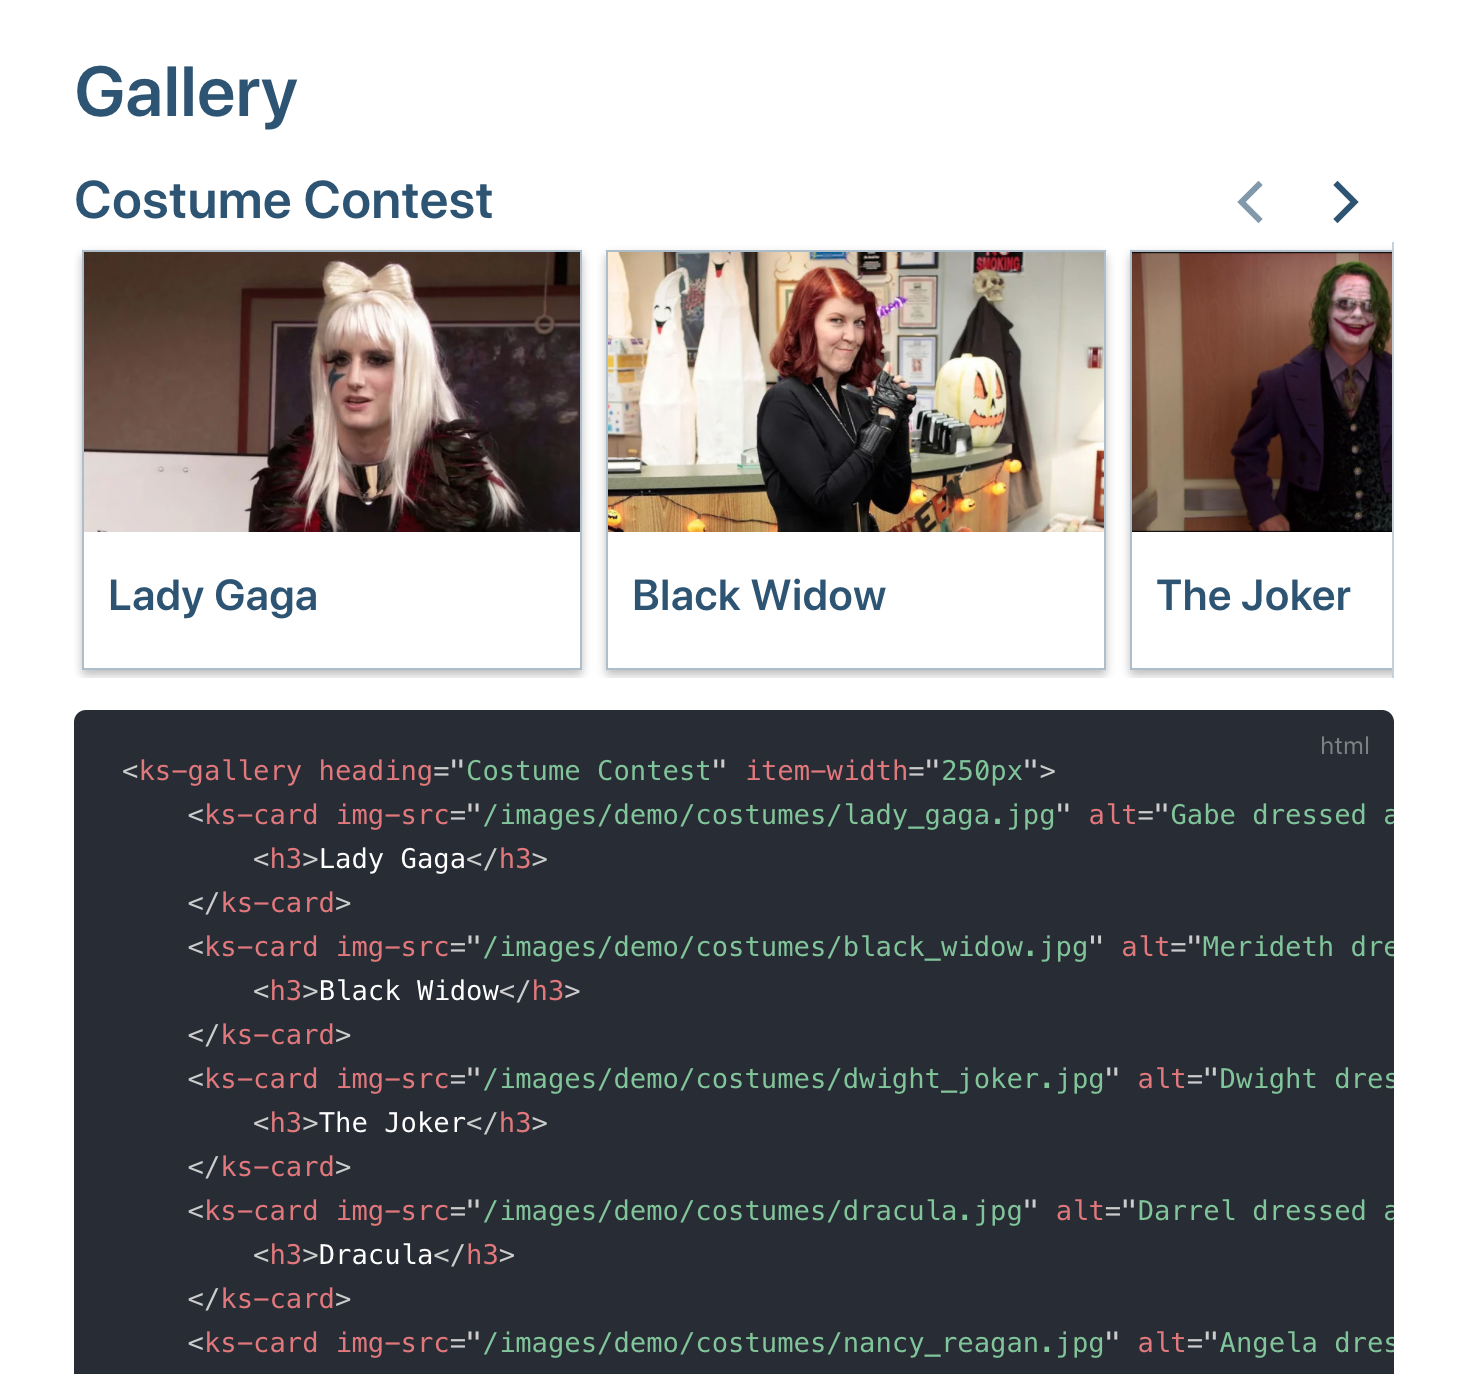 Gallery
Costume Contest
NO
SMOKING
EEN
Lady Gaga
Black Widow
The Joker
html
<ks-gallery heading="Costume Contest" item-width="250px">
<ks-card img-src="/images/demo/costumes/lady_gaga.jpg" alt="Gabe dressed a
<h3>Lady Gaga</h3>
</ks-card>
<ks-card img-src="/images/demo/costumes/black_widow.jpg" alt="Merideth dre
<h3>Black Widow</h3>
</ks-card>
<ks-card img-src="/images/demo/costumes/dwight_joker.jpg" alt="Dwight dres
<h3>The Joker</h3>
</ks-card>
<ks-card img-src="/images/demo/costumes/dracula.jpg" alt="Darrel dressed a
<h3>Dracula</h3>
</ks-card>
<ks-card img-src="/images/demo/costumes/nancy_reagan.jpg" alt="Angela dres